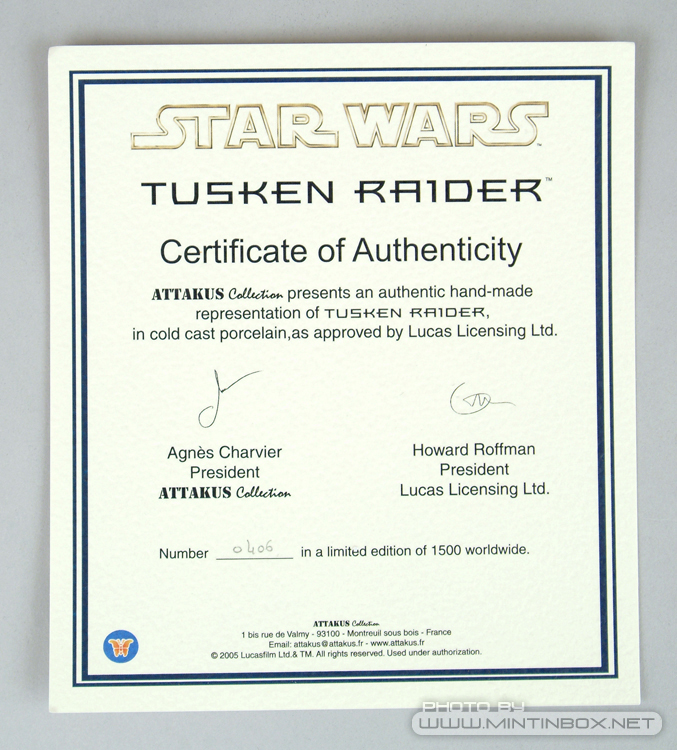 STAR WARS™
TUSKEN RAIDER™
Certificate of Authenticity
ATTAKUS Collection presents an authentic hand-made
representation of TUSKEN RAIDER,
in cold cast porcelain,as approved by Lucas Licensing Ltd.
Agnès Charvier
President
ATTAKUS Collection
Howard Roffman
President
Lucas Licensing Ltd.
Number 0406 in a limited edition of 1500 worldwide.
ATTAKUS Collection
1 bis rue de Valmy - 93100 - Montreuil sous bois - France
Email: attakus@attakus.fr - www.attakus.fr
© 2005 Lucasfilm Ltd.& TM. All rights reserved. Used under authorization.
PHOTO BY
WWW.MINTINBOX.NET